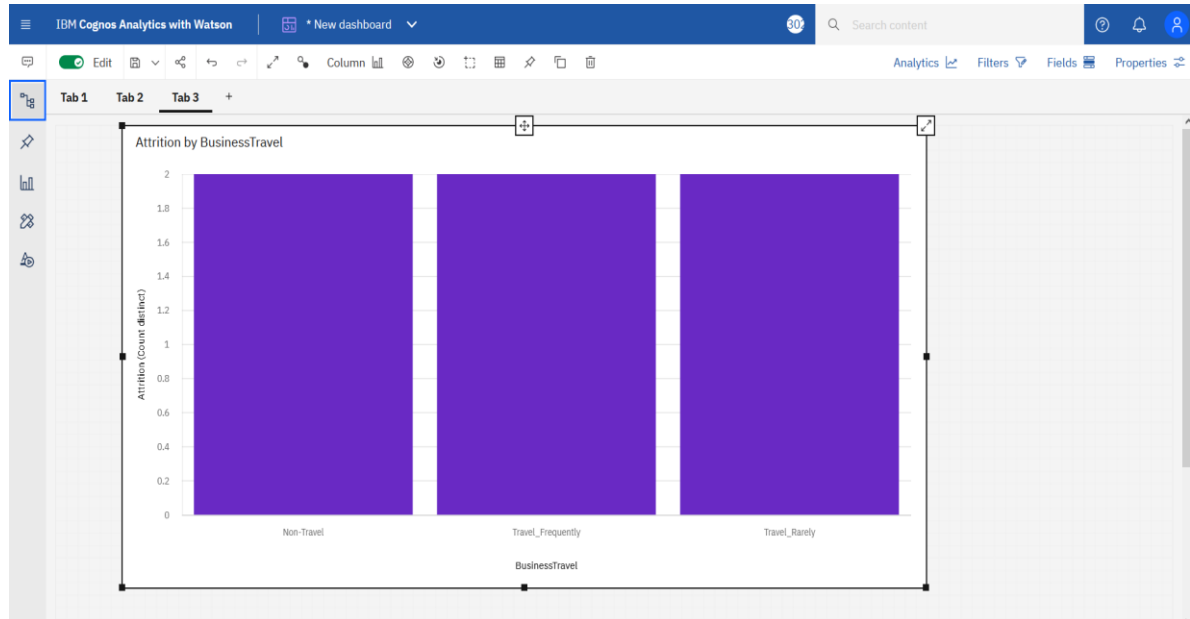 IBM Cognos Analytics with Watson
* New dashboard
Search content
Edit
Column
Analytics
Filters
Fields
Properties
Tab 1
Tab 2
Tab 3
+
Attrition by BusinessTravel
2
1.8
1.6
1.4
1.2
1
0.8
0.6
0.4
0.2
0
Attrition (Count distinct)
Non-Travel
Travel_Frequently
Travel_Rarely
BusinessTravel